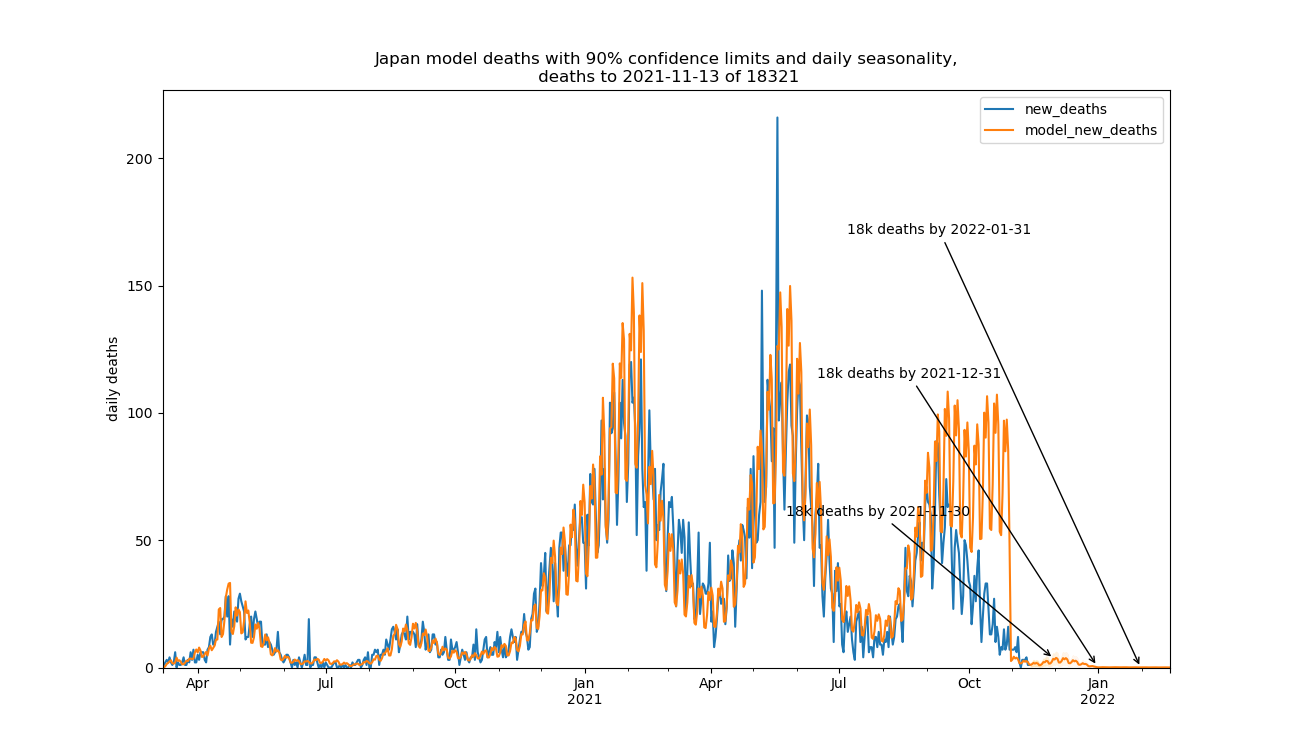 Japan model deaths with 90% confidence limits and daily seasonality,
deaths to 2021-11-13 of 18321
new_deaths
model_new_deaths
200
150
100
50
0
daily deaths
18k deaths by 2022-01-31
18k deaths by 2021-12-31
18k deaths by 2021-11-30
Apr
Jul
Oct
Jan
2021
Apr
Jul
Oct
Jan
2022